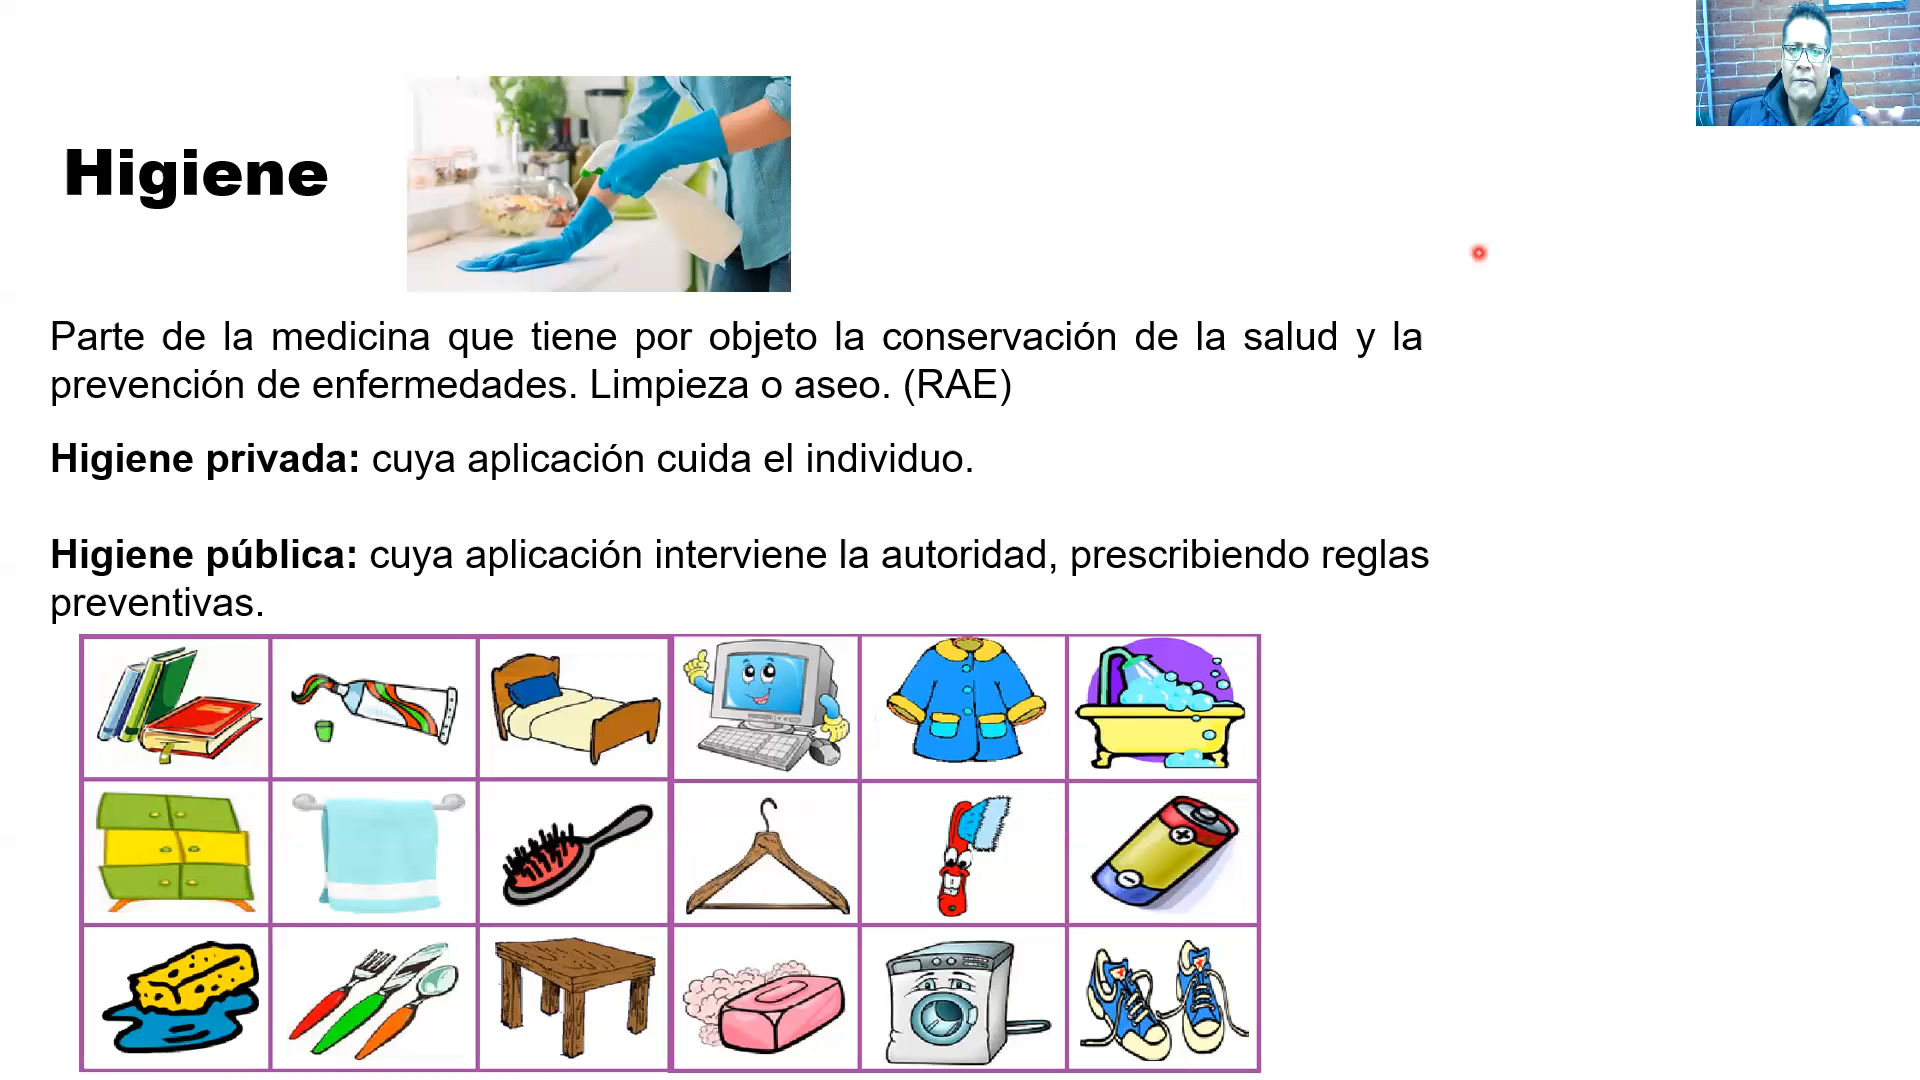 Higiene
Parte de la medicina que tiene por objeto la conservación de la salud y la
prevención de enfermedades. Limpieza o aseo. (RAE)
Higiene privada: cuya aplicación cuida el individuo.
Higiene pública: cuya aplicación interviene la autoridad, prescribiendo reglas
preventivas.